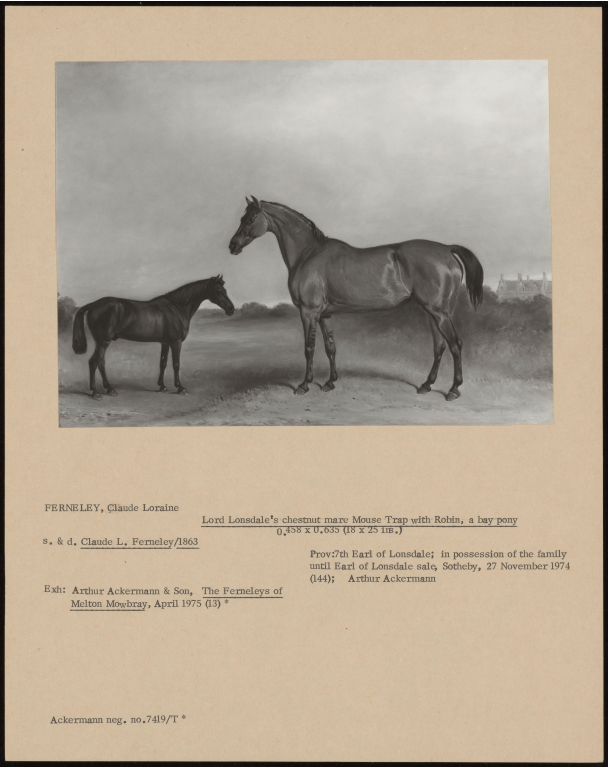 FERNELEY, Claude Loraine
Lord Lonsdale's chestnut mare Mouse Trap with Robin, a bay pony
0.458 x 0.635 (18 x 25 ins.)
s. & d. Claude L. Ferneley/1863
Prov:7th Earl of Lonsdale; in possession of the family
until Earl of Lonsdale sale, Sotheby, 27 November 1974
(144); Arthur Ackermann
Exh: Arthur Ackermann & Son, The Ferneleys of
Melton Mowbray, April 1975 (13) *
Ackermann neg. no.7419/T *